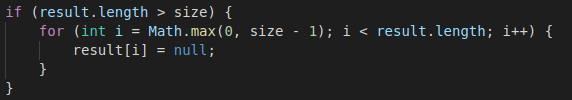 if (result.length > size) {
    for (int i = Math.max(0, size - 1); i < result.length; i++) {
        result[i] = null;
    }
}